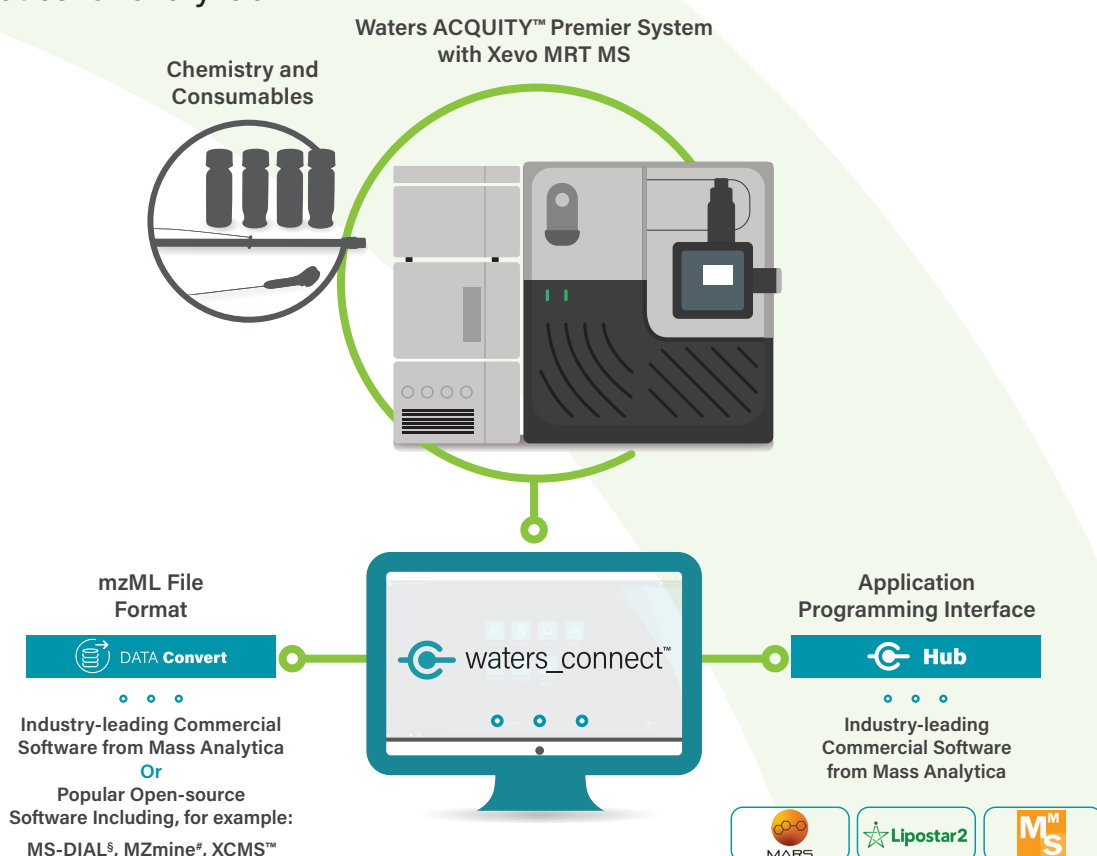 Waters ACQUITY™ Premier System
with Xevo MRT MS
Chemistry and
Consumables
mzML File
Format
DATA Convert
Industry-leading Commercial
Software from Mass Analytica
Or
Popular Open-source
Software Including, for example:
MS-DIAL§, MZmine#, XCMS™
waters_connect™
Application
Programming Interface
Hub
Industry-leading
Commercial Software
from Mass Analytica
MARS
Lipostar2
MMS